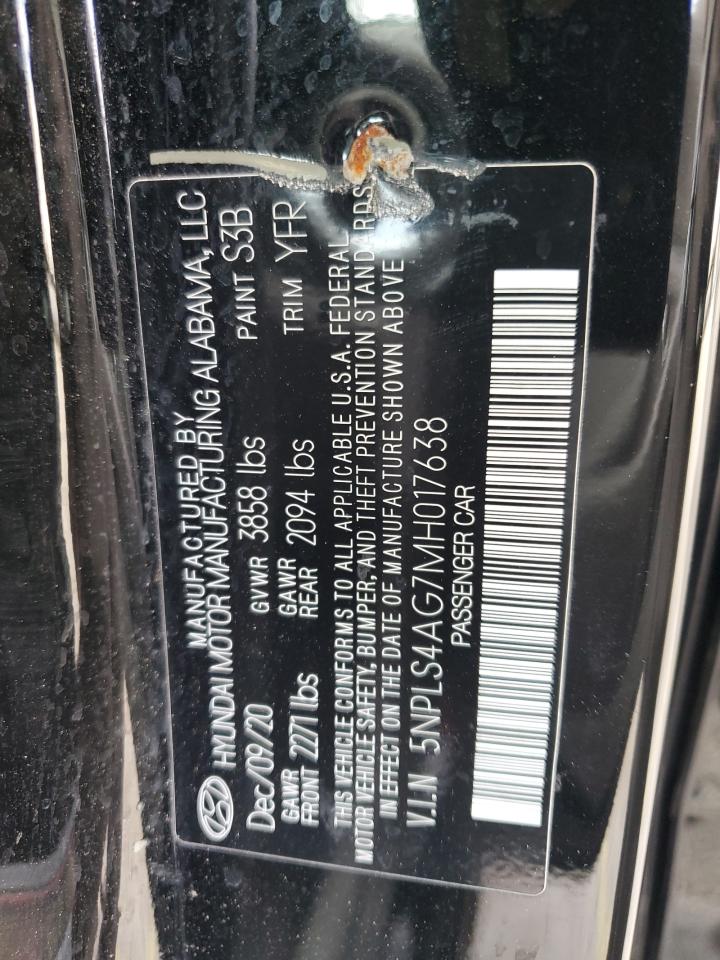 MANUFACTURED BY
HYUNDAI MOTOR MANUFACTURING ALABAMA, LLC
Dec/09/20 GVWR 3858 lbs PAINT S3B
GAWR FRONT 2271 lbs GAWR REAR 2094 lbs TRIM YFR
THIS VEHICLE CONFORMS TO ALL APPLICABLE U.S.A. FEDERAL
MOTOR VEHICLE SAFETY, BUMPER, AND THEFT PREVENTION STANDARDS
IN EFFECT ON THE DATE OF MANUFACTURE SHOWN ABOVE
V.I.N 5NPLS4AG7MH017638
PASSENGER CAR